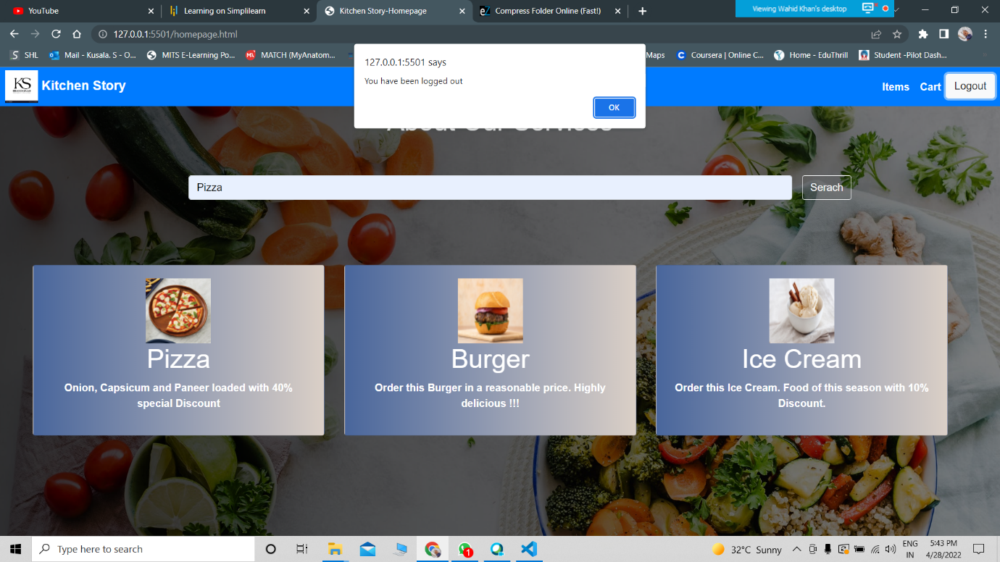 YouTube
Learning on Simplilearn
Kitchen Story-Homepage
Compress Folder Online (Fast!)
Viewing Wahid Khan's desktop
127.0.0.1:5501/homepage.html
SHL
Mail - Kusala. S - O...
MITS E-Learning Po...
MATCH (MyAnatom...
Maps
Coursera | Online C...
Home - EduThrill
Student -Pilot Dash...
127.0.0.1:5501 says
You have been logged out
OK
KS
Kitchen Story
Items
Cart
Logout
About Our Services
Pizza
Serach
Pizza
Onion, Capsicum and Paneer loaded with 40%
special Discount
Burger
Order this Burger in a reasonable price. Highly
delicious !!!
Ice Cream
Order this Ice Cream. Food of this season with 10%
Discount.
Type here to search
1
32°C Sunny
ENG
IN
5:43 PM
4/28/2022